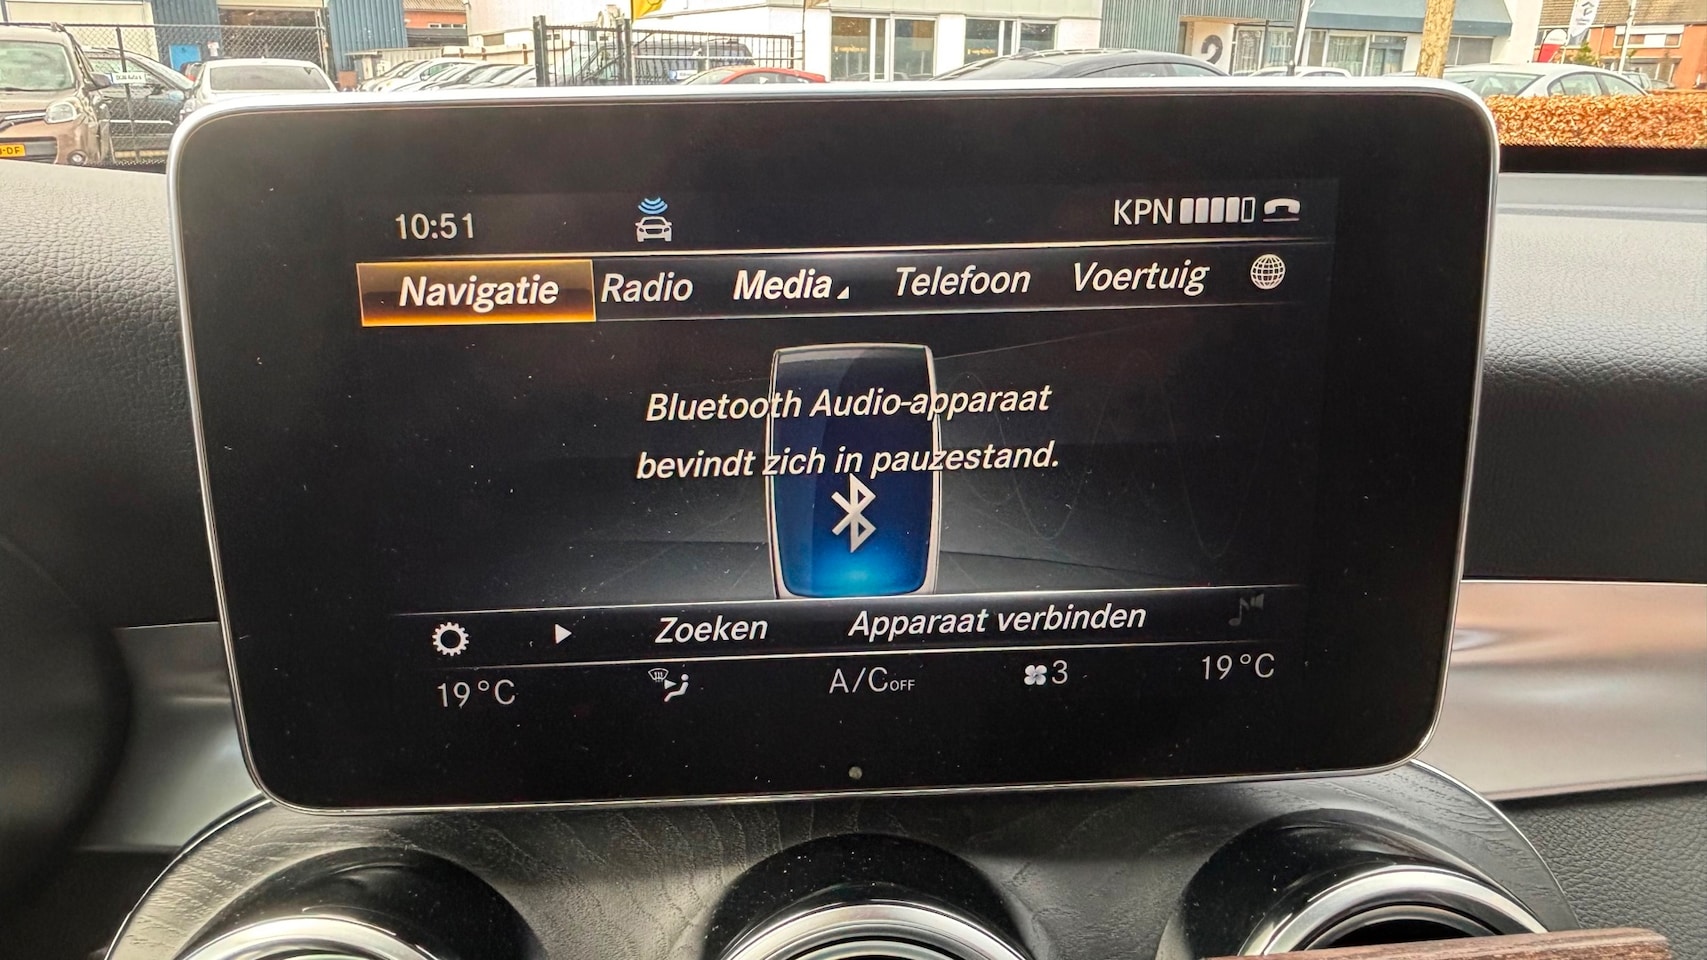 10:51
KPN
Navigatie Radio Media Telefoon Voertuig
Bluetooth Audio-apparaat
bevindt zich in pauzestand.
Zoeken Apparaat verbinden
19°C A/C OFF 3 19°C